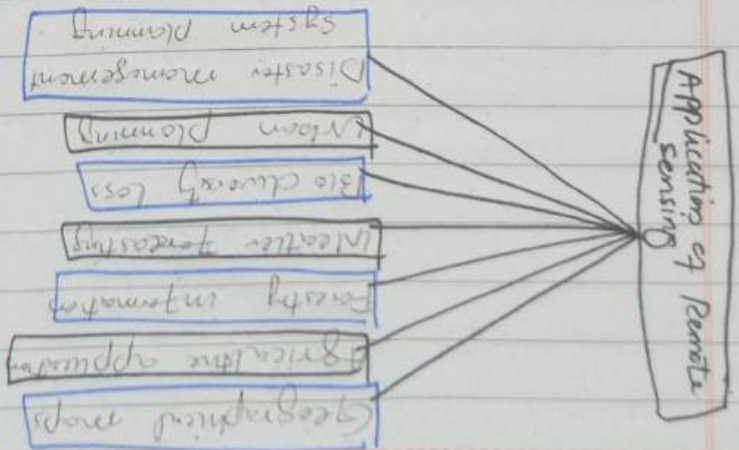 Application of Remote
sensing
Geographical maps
Agriculture application
Forestry information
Weather forecasting
Bio diversity Loss
Urban planning
Disaster management
System planning